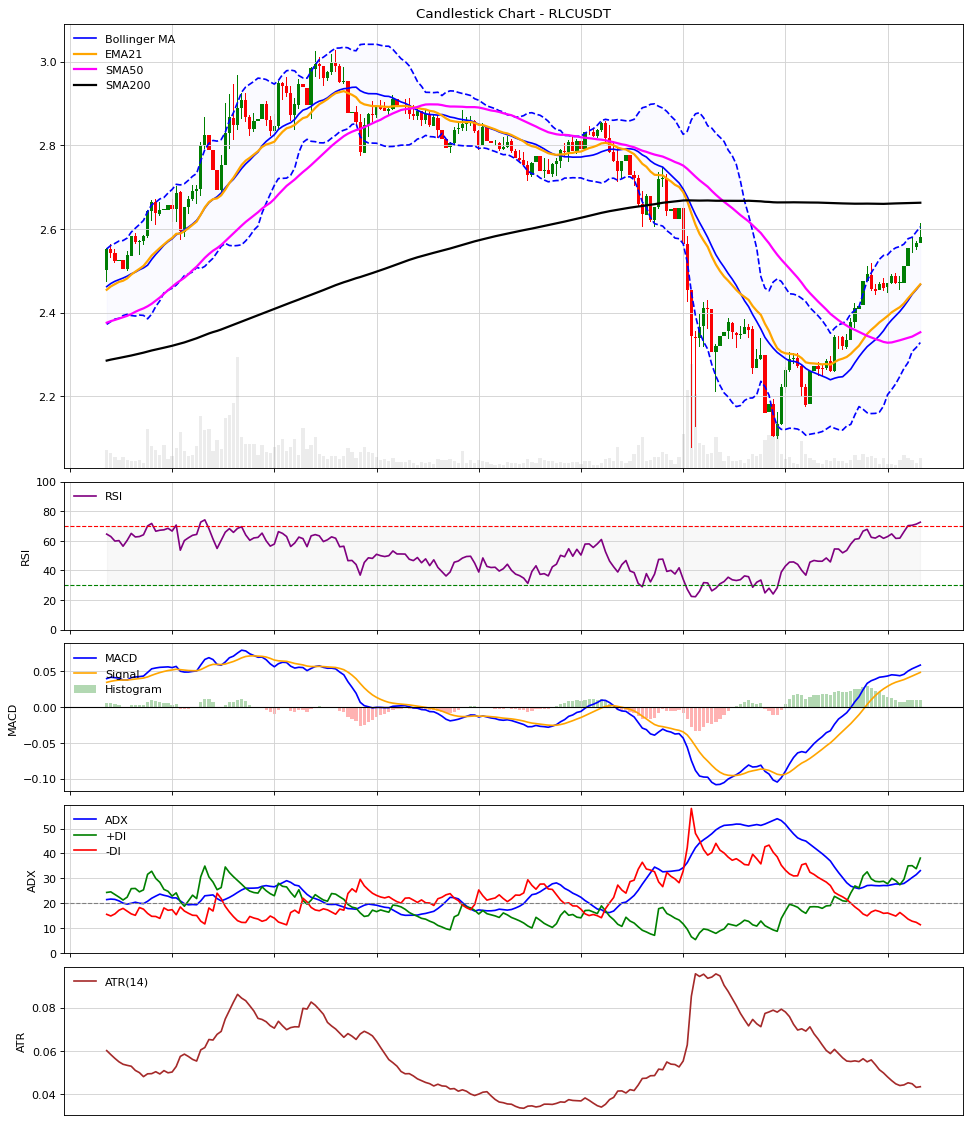 Candlestick Chart - RLCUSDT
Bollinger MA
EMA21
SMA50
SMA200
3.0
2.8
2.6
2.4
2.2
RSI
100
80
60
40
20
0
RSI
MACD
Signal
Histogram
0.05
0.00
−0.05
−0.10
MACD
ADX
+DI
-DI
50
40
30
20
10
0
ADX
ATR(14)
0.08
0.06
0.04
ATR